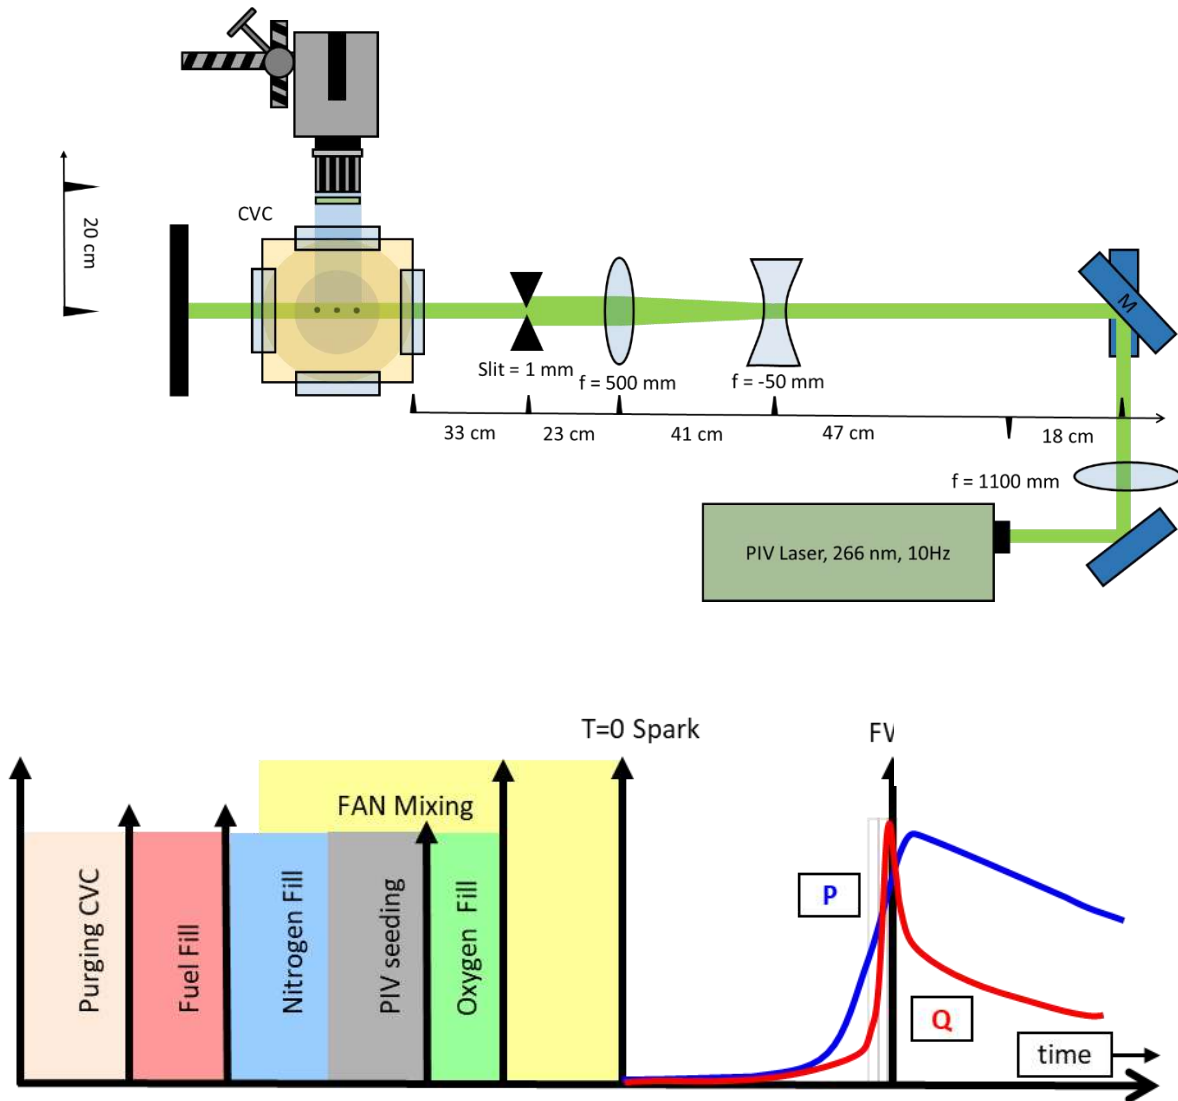 CVC
20 cm
M
Slit = 1 mm
f = 500 mm
f = -50 mm
33 cm
23 cm
41 cm
47 cm
18 cm
f = 1100 mm
PIV Laser, 266 nm, 10Hz
T=0 Spark
FV
FAN Mixing
Purging CVC
Fuel Fill
Nitrogen Fill
PIV seeding
Oxygen Fill
P
Q
time